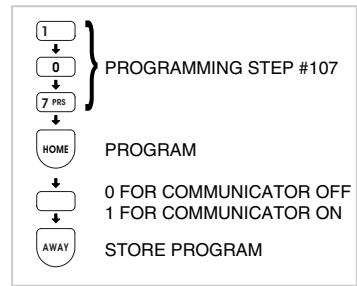 1
0
PROGRAMMING STEP #107
7 PRS
HOME
PROGRAM
0 FOR COMMUNICATOR OFF
1 FOR COMMUNICATOR ON
AWAY
STORE PROGRAM